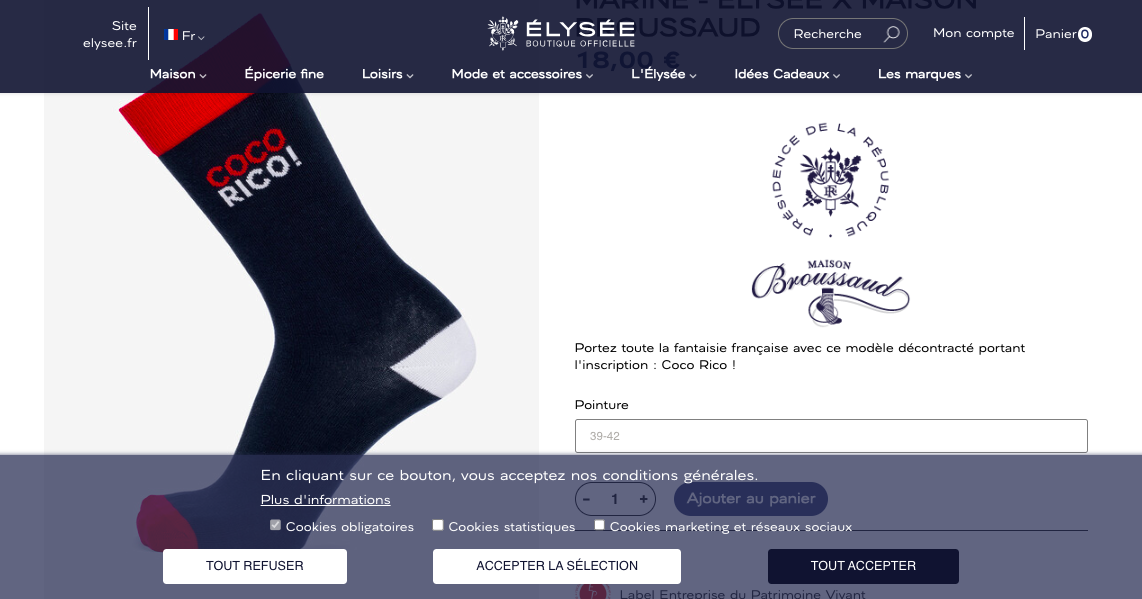 Site
elysee.fr
Fr
ÉLYSÉE
BOUTIQUE OFFICIELLE
Recherche
Mon compte
Panier 0
Maison
Épicerie fine
Loisirs
Mode et accessoires
L'Élysée
Idées Cadeaux
Les marques
MARINE - ÉLYSÉE X MAISON
BROUSSAUD
18,00 €
COCO
RICO!
PRÉSIDENCE DE LA RÉPUBLIQUE
RF
MAISON
Broussaud
Portez toute la fantaisie française avec ce modèle décontracté portant
l'inscription : Coco Rico !
Pointure
39-42
- 1 +
Ajouter au panier
En cliquant sur ce bouton, vous acceptez nos conditions générales.
Plus d'informations
Cookies obligatoires
Cookies statistiques
Cookies marketing et réseaux sociaux
TOUT REFUSER
ACCEPTER LA SÉLECTION
TOUT ACCEPTER
Label Entreprise du Patrimoine Vivant